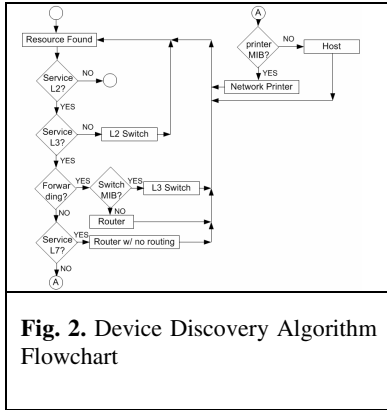 A
Resource Found
printer
MIB?
NO
Host
YES
Service
L2?
NO
Network Printer
YES
Service
L3?
NO
L2 Switch
YES
Forwar
ding?
YES
Switch
MIB?
YES
L3 Switch
NO
NO
Router
Service
L7?
YES
Router w/ no routing
NO
A
Fig. 2. Device Discovery Algorithm
Flowchart